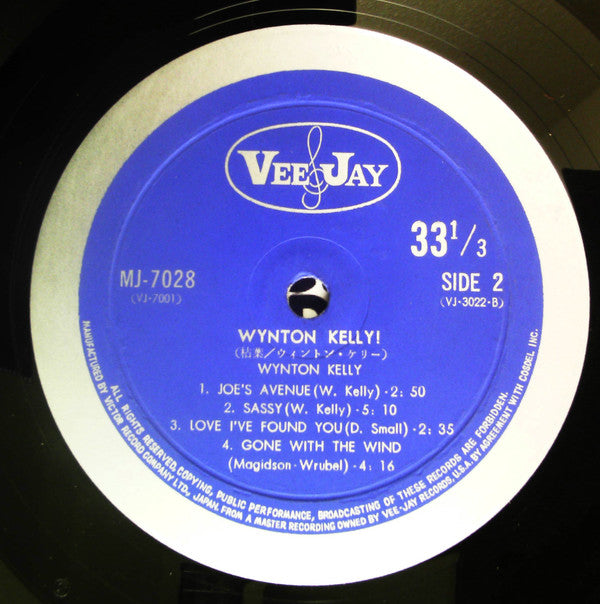 VEE JAY
33 1/3
MJ-7028
(VJ-7001)
SIDE 2
(VJ-3022-B)
WYNTON KELLY!
(枯葉/ウィントン・ケリー)
WYNTON KELLY
1. JOE'S AVENUE (W. Kelly)・2: 50
2. SASSY (W. Kelly)・5: 10
3. LOVE I'VE FOUND YOU (D. Small)・2: 35
4. GONE WITH THE WIND
(Magidson-Wrubel)・4: 16
ALL RIGHTS RESERVED. COPYING, PUBLIC PERFORMANCE, BROADCASTING OF THESE RECORDS ARE FORBIDDEN.
MANUFACTURED BY VICTOR RECORD COMPANY LTD., JAPAN. FROM A MASTER RECORDING OWNED BY VEE-JAY RECORDS, U.S.A. BY AGREEMENT WITH COSDEL INC.